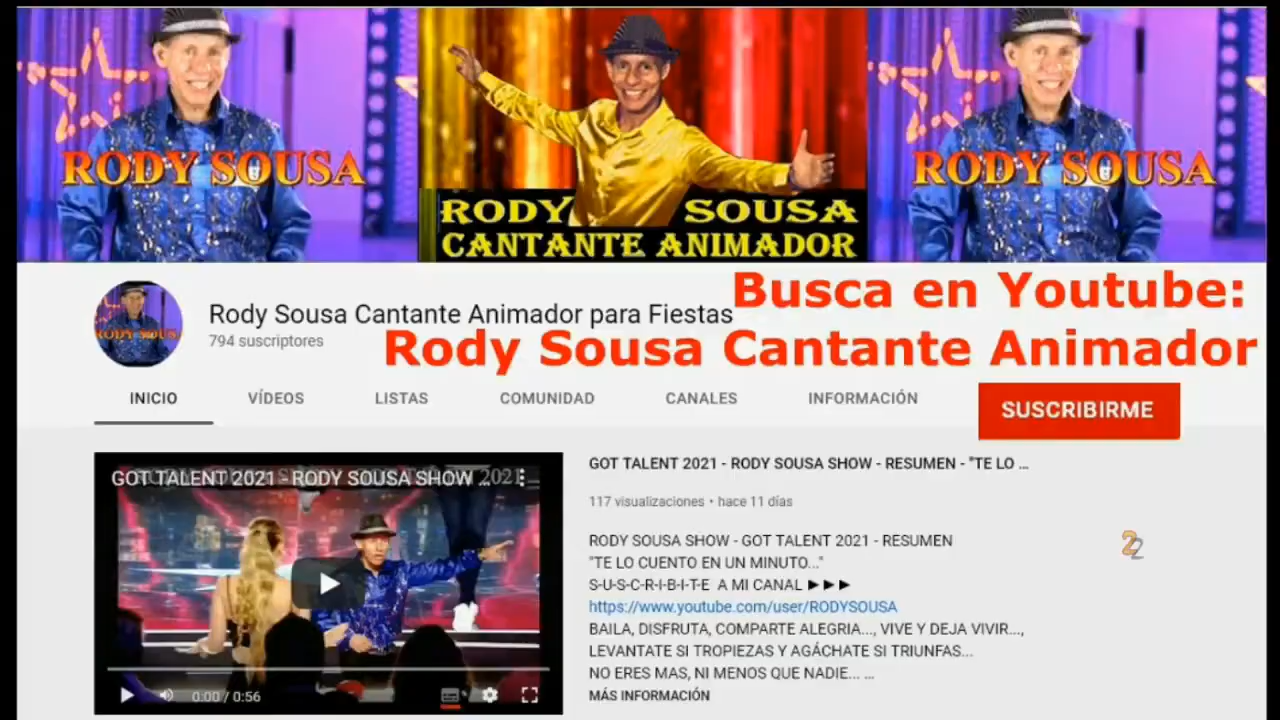 RODY SOUSA
RODY SOUSA
CANTANTE ANIMADOR
RODY SOUSA
Busca en Youtube:
Rody Sousa Cantante Animador para Fiestas
794 suscriptores
Rody Sousa Cantante Animador
INICIO VÍDEOS LISTAS COMUNIDAD CANALES INFORMACIÓN
SUSCRIBIRME
GOT TALENT 2021 - RODY SOUSA SHOW ...
GOT TALENT 2021 - RODY SOUSA SHOW - RESUMEN - "TE LO ...
117 visualizaciones • hace 11 días
RODY SOUSA SHOW - GOT TALENT 2021 - RESUMEN
"TE LO CUENTO EN UN MINUTO..."
S-U-S-C-R-I-B-I-T-E A MI CANAL ►►►
https://www.youtube.com/user/RODYSOUSA
BAILA, DISFRUTA, COMPARTE ALEGRIA..., VIVE Y DEJA VIVIR...,
LEVANTATE SI TROPIEZAS Y AGÁCHATE SI TRIUNFAS...
NO ERES MAS, NI MENOS QUE NADIE... ...
MÁS INFORMACIÓN
0:00 / 0:56
22